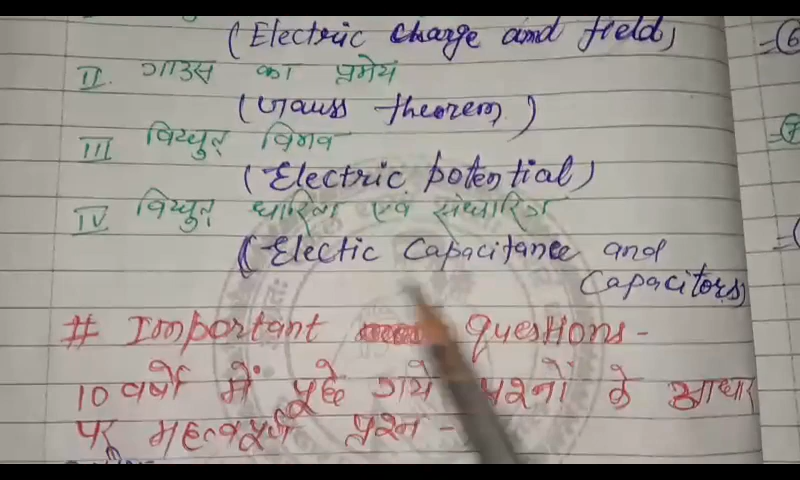 (Electric charge and field)
II. गाउस का प्रमेय
(Gauss theorem)
III विध्युत् विभव
(Electric potential)
IV विध्युत् धारिता एवं संधारित्र
(Electic Capacitance and
Capacitors)
# Important questions-
10 वर्षो में पूछे गये प्रश्नों के आधार
पर महत्वपूर्ण प्रश्न -